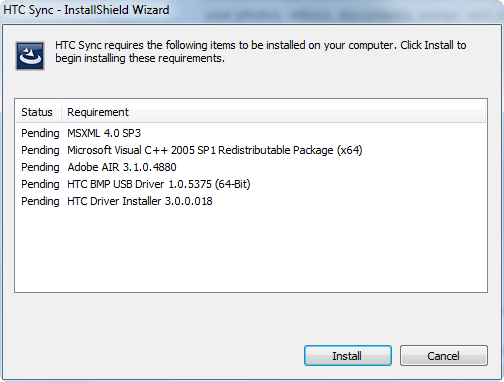 HTC Sync - InstallShield Wizard
HTC Sync requires the following items to be installed on your computer. Click Install to
begin installing these requirements.
Status Requirement
Pending MSXML 4.0 SP3
Pending Microsoft Visual C++ 2005 SP1 Redistributable Package (x64)
Pending Adobe AIR 3.1.0.4880
Pending HTC BMP USB Driver 1.0.5375 (64-Bit)
Pending HTC Driver Installer 3.0.0.018
Install Cancel